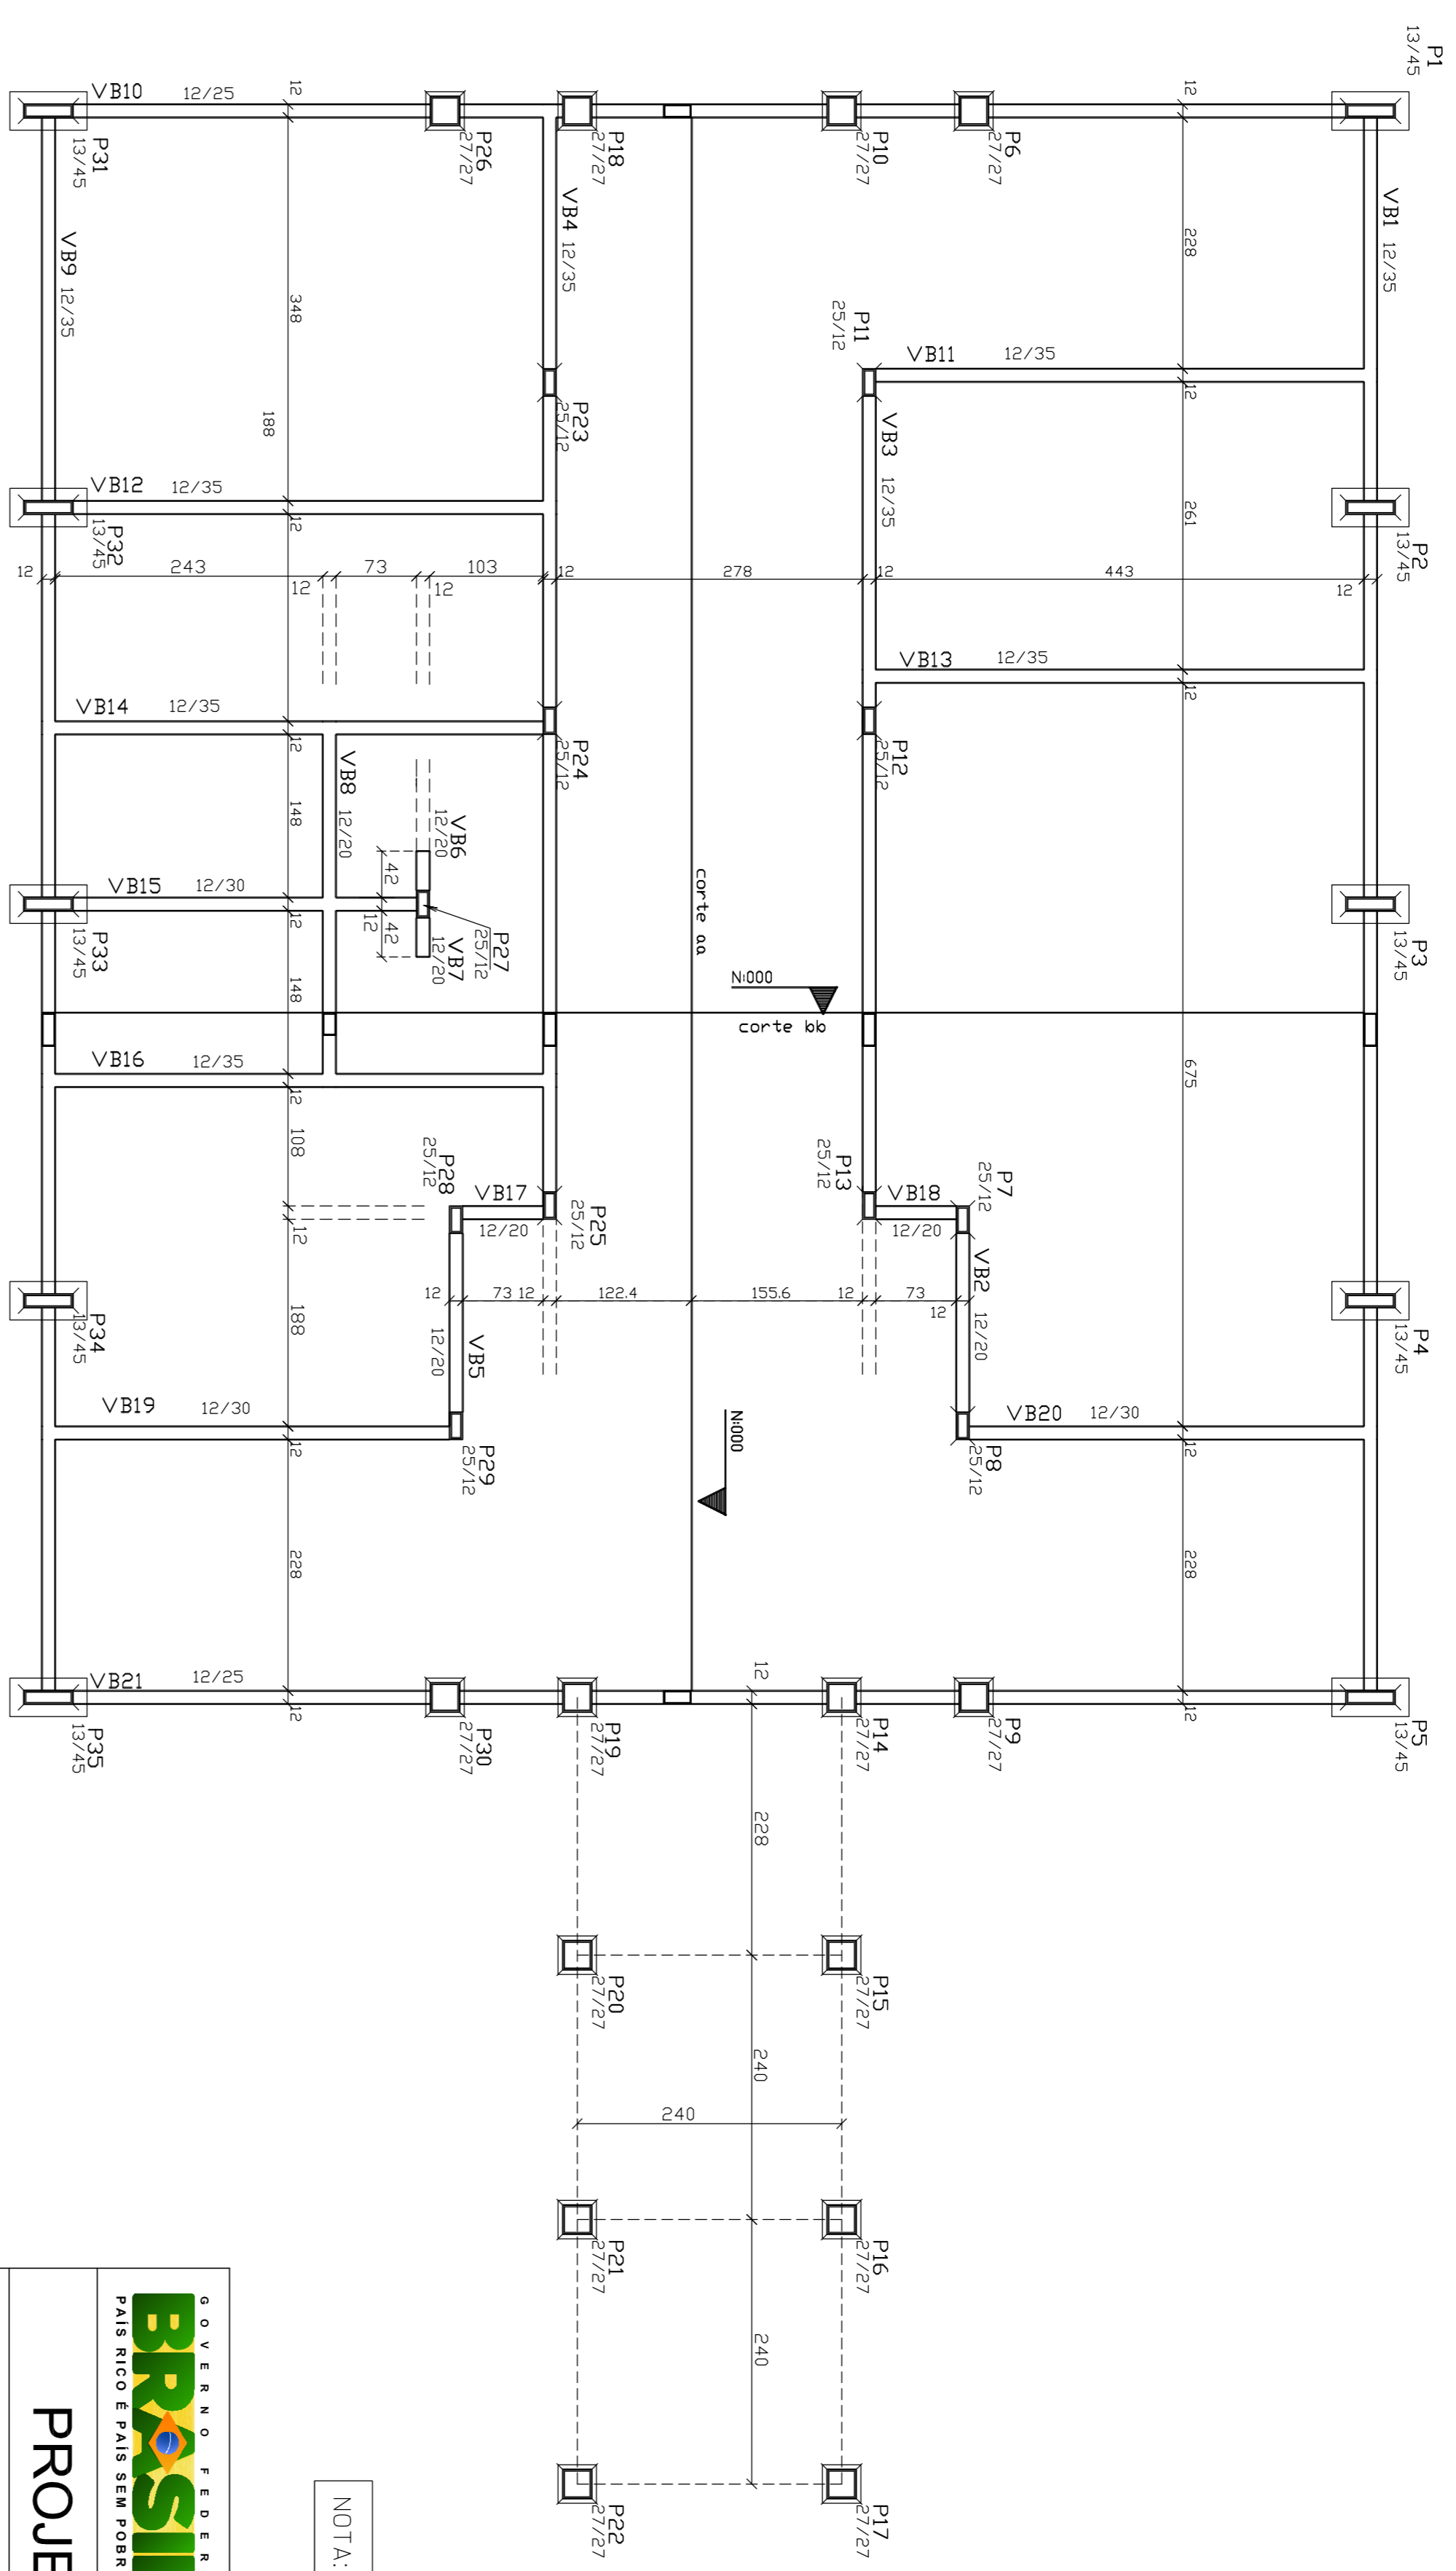 P1
13/45
VB1 12/35
P2
13/45
P3
13/45
P4
13/45
P5
13/45
12
228
12
261
12
675
12
228
12
VB11 12/35
VB13 12/35
VB20 12/30
443
12
P6
27/27
P7
25/12
VB2 12/20
P8
25/12
P9
27/27
VB18
12/20
73
12
P10
27/27
P11
25/12
VB3 12/35
P12
25/12
P13
25/12
P14
27/27
P15
27/27
P16
27/27
P17
27/27
12
278
12
155.6
12
122.4
N:000
corte bb
corte aa
N:000
12
228
240
240
240
P18
27/27
VB4 12/35
P23
25/12
P24
25/12
P25
25/12
P19
27/27
P20
27/27
P21
27/27
P22
27/27
VB17
12/20
73 12
12
P26
27/27
VB6
12/20
P27
25/12
VB7
12/20
42
12
42
P28
25/12
VB5
12/20
P29
25/12
P30
27/27
VB8
12/20
103
12
73
12
243
12
12
348
188
12
12
148
12
148
12
108
12
188
12
228
12
VB10 12/25
VB12 12/35
VB14 12/35
VB15 12/30
VB16 12/35
VB19 12/30
VB21 12/25
P31
13/45
VB9 12/35
P32
13/45
P33
13/45
P34
13/45
P35
13/45
NOTA:
GOVERNO FEDER
BRASI
PAÍS RICO É PAÍS SEM POBR
PROJE